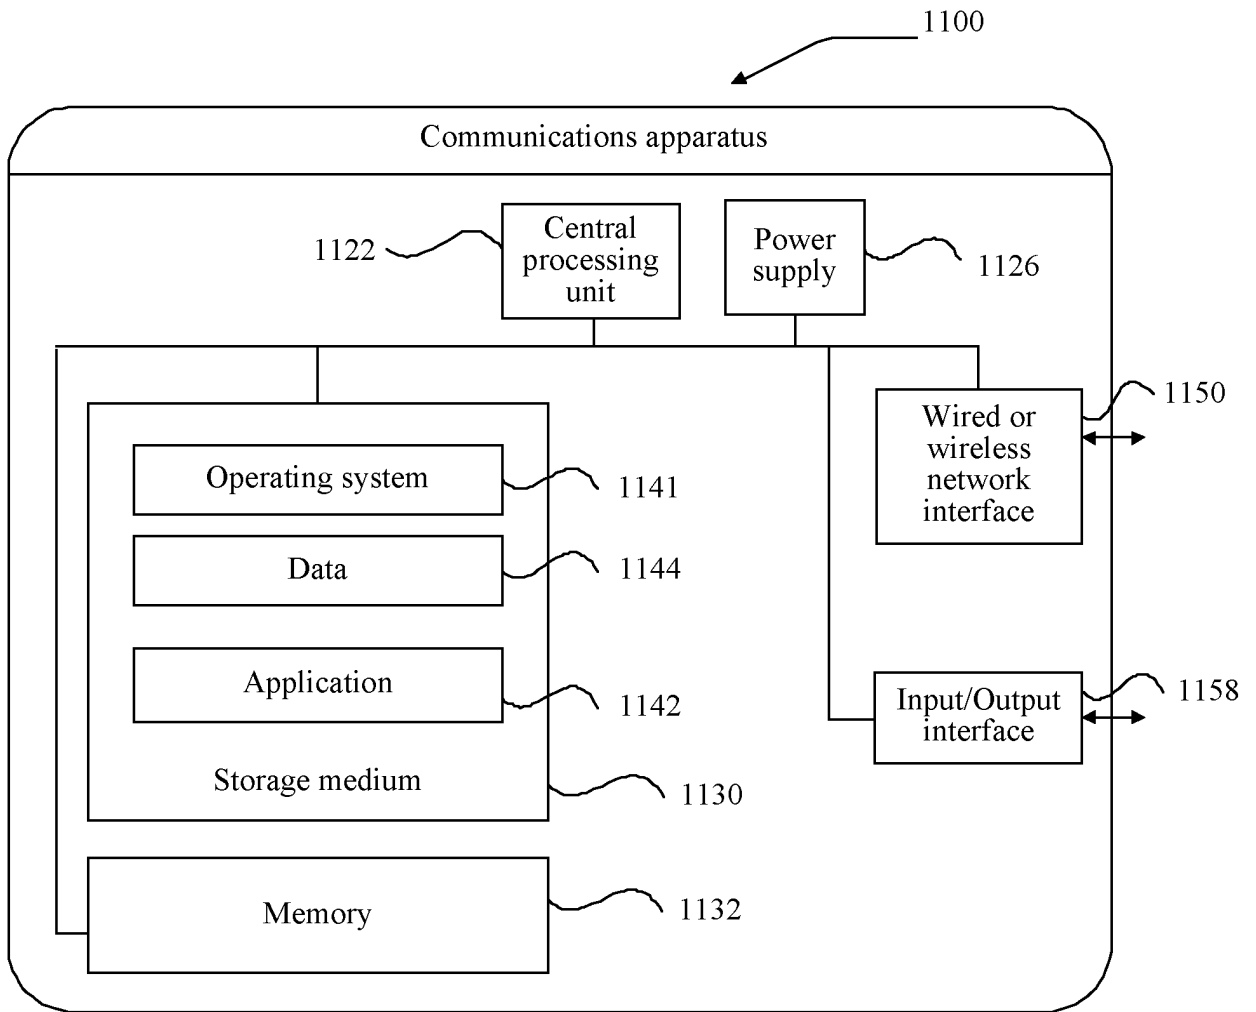 1100
Communications apparatus
1122
Central
processing
unit
Power
supply
1126
1150
Wired or
wireless
network
interface
Operating system
1141
Data
1144
Application
1142
1158
Input/Output
interface
Storage medium
1130
Memory
1132